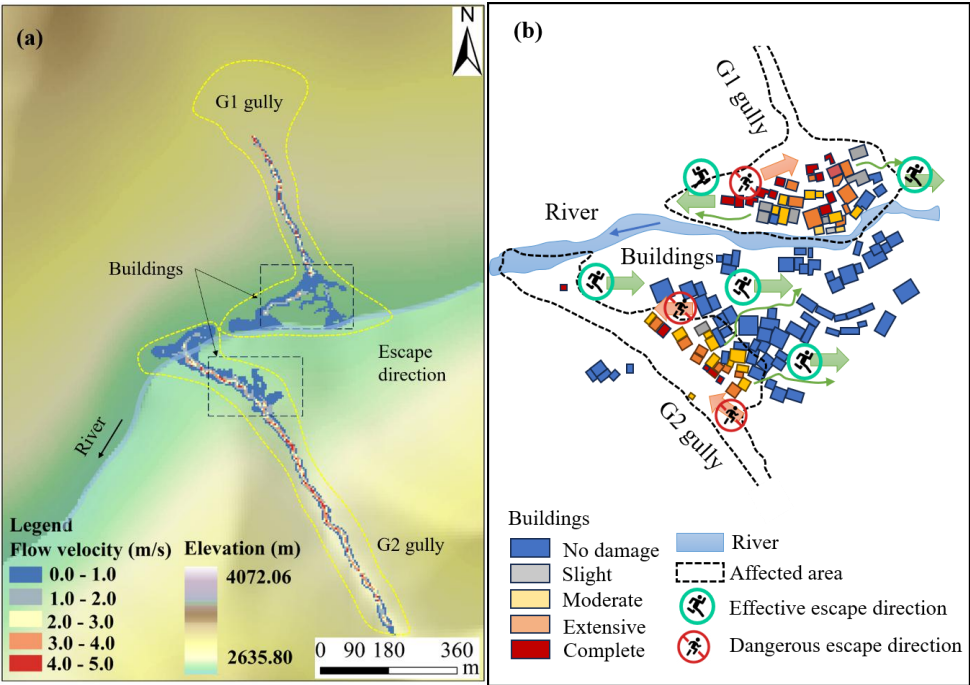 (a)
N
G1 gully
Buildings
Escape
direction
River
G2 gully
Legend
Flow velocity (m/s)
0.0 - 1.0
1.0 - 2.0
2.0 - 3.0
3.0 - 4.0
4.0 - 5.0
Elevation (m)
4072.06
2635.80
0 90 180 360
m
(b)
G1 gully
River
Buildings
G2 gully
Buildings
No damage
Slight
Moderate
Extensive
Complete
River
Affected area
Effective escape direction
Dangerous escape direction